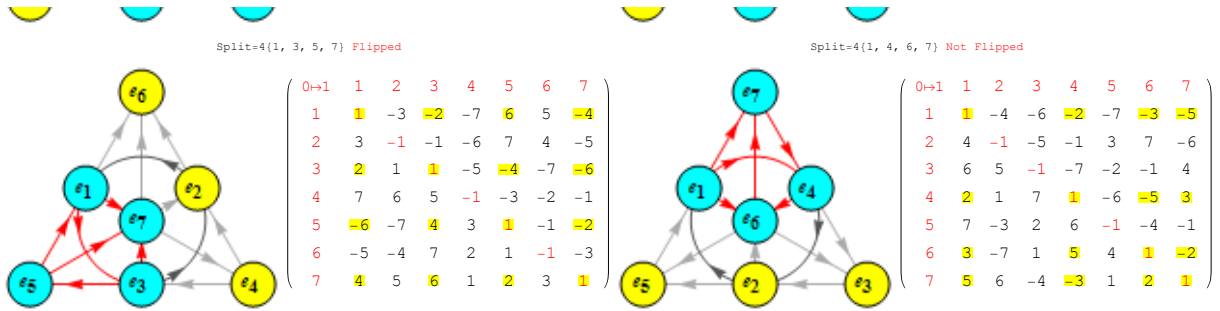 Split=4{1, 3, 5, 7} Flipped
e6
e1
e2
e7
e5
e3
e4
0↦1 1 2 3 4 5 6 7
1 1 -3 -2 -7 6 5 -4
2 3 -1 -1 -6 7 4 -5
3 2 1 1 -5 -4 -7 -6
4 7 6 5 -1 -3 -2 -1
5 -6 -7 4 3 1 -1 -2
6 -5 -4 7 2 1 -1 -3
7 4 5 6 1 2 3 1
Split=4{1, 4, 6, 7} Not Flipped
e7
e1
e4
e6
e5
e2
e3
0↦1 1 2 3 4 5 6 7
1 1 -4 -6 -2 -7 -3 -5
2 4 -1 -5 -1 3 7 -6
3 6 5 -1 -7 -2 -1 4
4 2 1 7 1 -6 -5 3
5 7 -3 2 6 -1 -4 -1
6 3 -7 1 5 4 1 -2
7 5 6 -4 -3 1 2 1